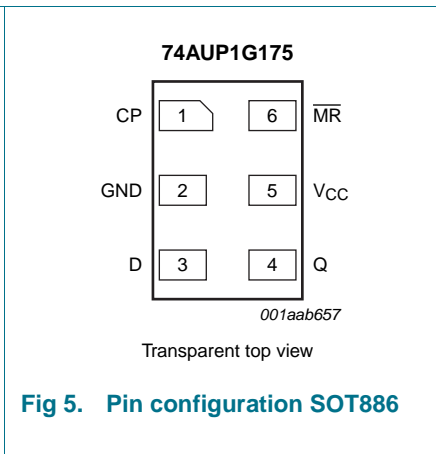 74AUP1G175
CP 1 6 M̅R̅
GND 2 5 VCC
D 3 4 Q
001aab657
Transparent top view
Fig 5. Pin configuration SOT886